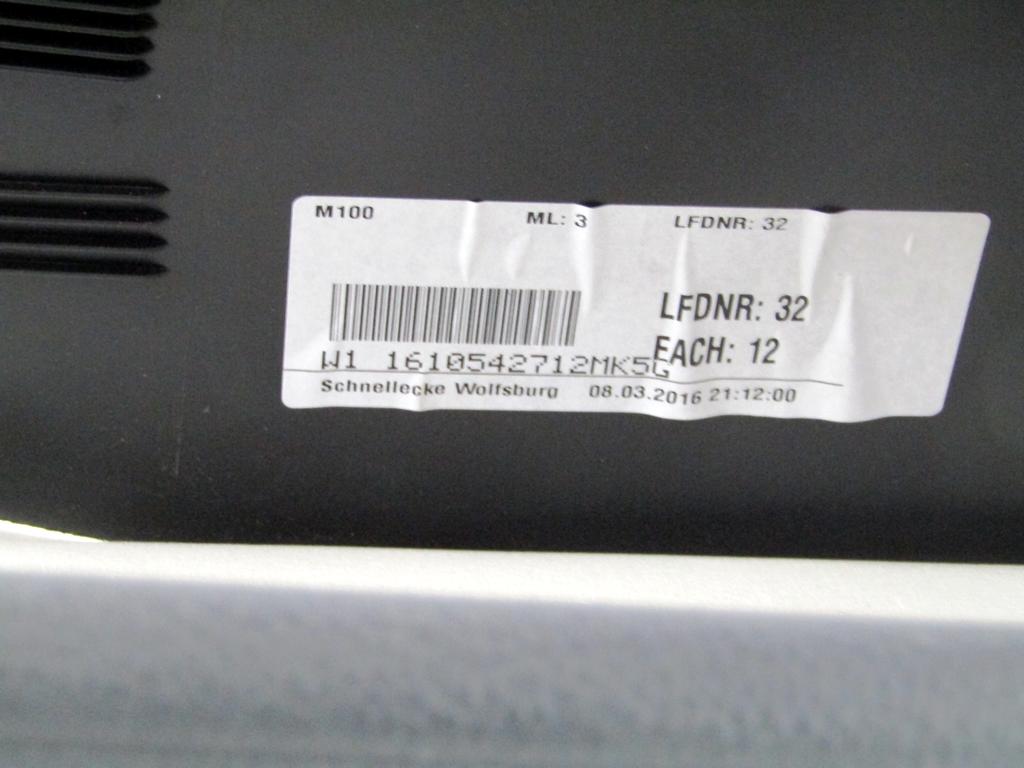 M100 ML: 3 LFDNR: 32
LFDNR: 32
EACH: 12
W1 1610542712MK5G
Schnellecke Wolfsburg 08.03.2016 21:12:00